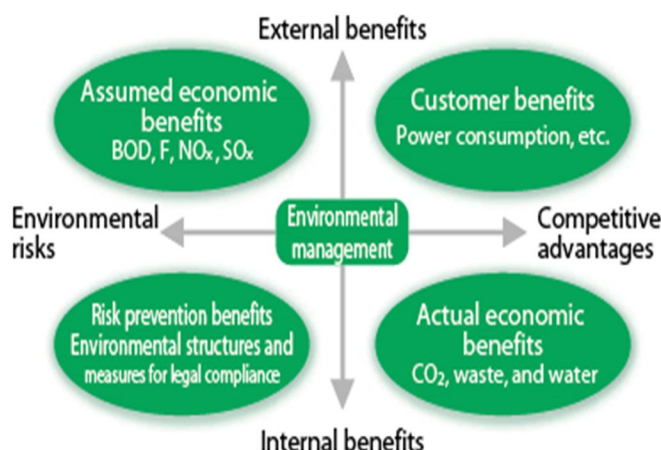 External benefits
Assumed economic
benefits
BOD, F, NOₓ, SOₓ
Customer benefits
Power consumption, etc.
Environmental
risks
Environmental
management
Competitive
advantages
Risk prevention benefits
Environmental structures and
measures for legal compliance
Actual economic
benefits
CO₂, waste, and water
Internal benefits